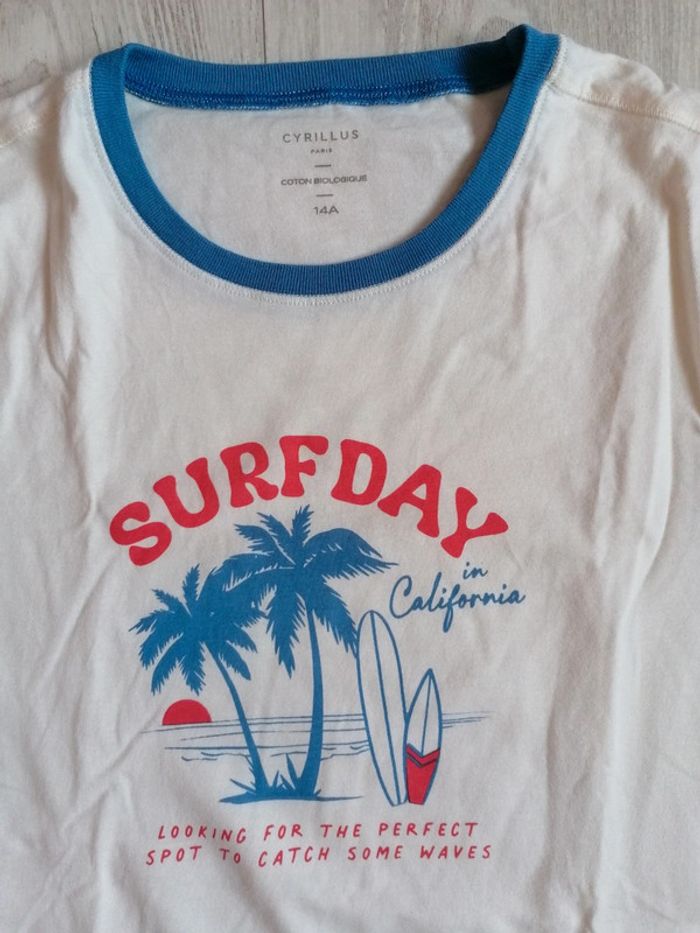 CYRILLUS
PARIS
COTON BIOLOGIQUE
14A
SURFDAY
in
California
LOOKING FOR THE PERFECT
SPOT TO CATCH SOME WAVES